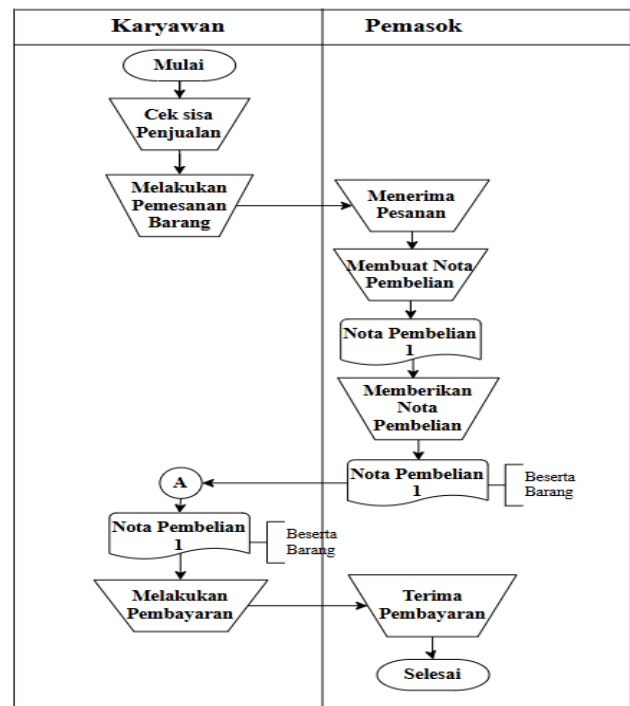 Karyawan
Pemasok
Mulai
Cek sisa
Penjualan
Melakukan
Pemesanan
Barang
Menerima
Pesanan
Membuat Nota
Pembelian
Nota Pembelian
1
Memberikan
Nota
Pembelian
Nota Pembelian
1
Beserta
Barang
A
Nota Pembelian
1
Beserta
Barang
Melakukan
Pembayaran
Terima
Pembayaran
Selesai